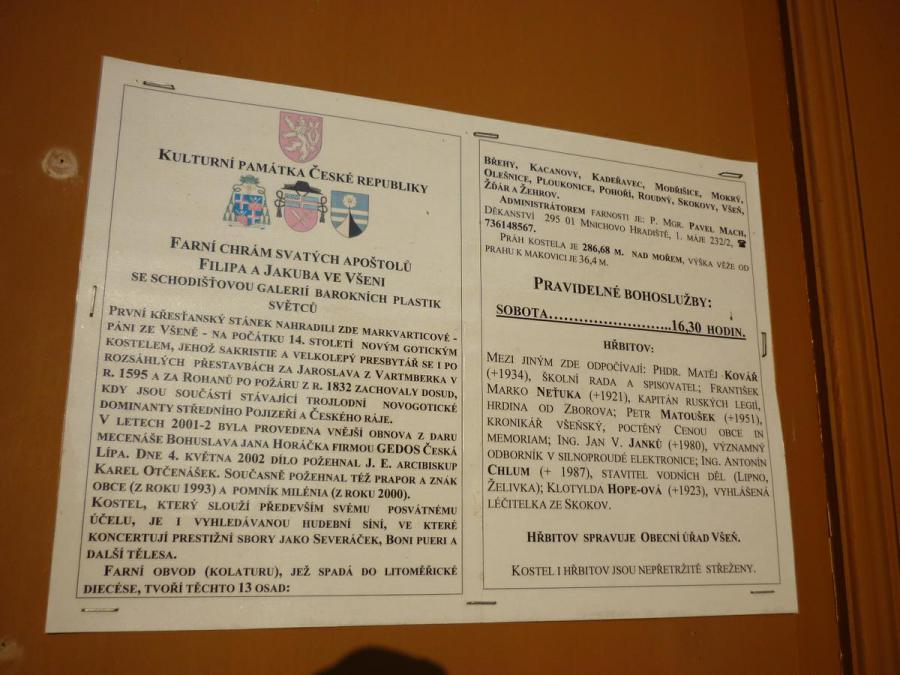 KULTURNÍ PAMÁTKA ČESKÉ REPUBLIKY
FARNÍ CHRÁM SVATÝCH APOŠTOLŮ
FILIPA A JAKUBA VE VŠENI
SE SCHODIŠŤOVOU GALERIÍ BAROKNÍCH PLASTIK
SVĚTCŮ
PRVNÍ KŘESŤANSKÝ STÁNEK NAHRADILI ZDE MARKVARTICOVÉ -
PÁNI ZE VŠENĚ - NA POČÁTKU 14. STOLETÍ NOVÝM GOTICKÝM
KOSTELEM, JEHOŽ SAKRISTIE A VELKOLEPÝ PRESBYTÁŘ SE I PO
ROZSÁHLÝCH PŘESTAVBÁCH ZA JAROSLAVA Z VARTMBERKA V
R. 1595 A ZA ROHANŮ PO POŽÁRU Z R. 1832 ZACHOVALY DOSUD,
KDY JSOU SOUČÁSTÍ STÁVAJÍCÍ TROJLODNÍ NOVOGOTICKÉ
DOMINANTY STŘEDNÍHO POJIZEŘÍ A ČESKÉHO RÁJE.
V LETECH 2001-2 BYLA PROVEDENA VNĚJŠÍ OBNOVA Z DARU
MECENÁŠE BOHUSLAVA JANA HORÁČKA FIRMOU GEDOS ČESKÁ
LÍPA. DNE 4. KVĚTNA 2002 DÍLO POŽEHNAL J. E. ARCIBISKUP
KAREL OTČENÁŠEK. SOUČASNĚ POŽEHNAL TÉŽ PRAPOR A ZNAK
OBCE (Z ROKU 1993) A POMNÍK MILÉNIA (Z ROKU 2000).
KOSTEL, KTERÝ SLOUŽÍ PŘEDEVŠÍM SVÉMU POSVÁTNÉMU
ÚČELU, JE I VYHLEDÁVANOU HUDEBNÍ SÍNÍ, VE KTERÉ
KONCERTUJÍ PRESTIŽNÍ SBORY JAKO SEVERÁČEK, BONI PUERI A
DALŠÍ TĚLESA.
FARNÍ OBVOD (KOLATURU), JEŽ SPADÁ DO LITOMĚŘICKÉ
DIECÉSE, TVOŘÍ TĚCHTO 13 OSAD:
BŘEHY, KACANOVY, KADEŘAVEC, MODŘIŠICE, MOKRÝ,
OLEŠNICE, PLOUKONICE, POHOŘÍ, ROUDNÝ, SKOKOVY, VŠEŇ,
ŽĎÁR A ŽEHROV.
ADMINISTRÁTOREM FARNOSTI JE: P. MGR. PAVEL MACH,
DĚKANSTVÍ 295 01 MNICHOVO HRADIŠTĚ, 1. MÁJE 232/2, ☎
736148567.
PRÁH KOSTELA JE 286,68 M. NAD MOŘEM, VÝŠKA VĚŽE OD
PRAHU K MAKOVICI JE 36,4 M.
PRAVIDELNÉ BOHOSLUŽBY:
SOBOTA.........................16,30 HODIN.
HŘBITOV:
MEZI JINÝM ZDE ODPOČÍVAJÍ: PHDR. MATĚJ KOVÁŘ
(+1934), ŠKOLNÍ RADA A SPISOVATEL; FRANTIŠEK
MARKO NEŤUKA (+1921), KAPITÁN RUSKÝCH LEGIÍ,
HRDINA OD ZBOROVA; PETR MATOUŠEK (+1951),
KRONIKÁŘ VŠEŇSKÝ, POCTĚNÝ CENOU OBCE IN
MEMORIAM; ING. JAN V. JANKŮ (+1980), VÝZNAMNÝ
ODBORNÍK V SILNOPROUDÉ ELEKTRONICE; ING. ANTONÍN
CHLUM (+ 1987), STAVITEL VODNÍCH DĚL (LIPNO,
ŽELIVKA); KLOTYLDA HOPE-OVÁ (+1923), VYHLÁŠENÁ
LÉČITELKA ZE SKOKOV.
HŘBITOV SPRAVUJE OBECNÍ ÚŘAD VŠEŇ.
KOSTEL I HŘBITOV JSOU NEPŘETRŽITĚ STŘEŽENY.